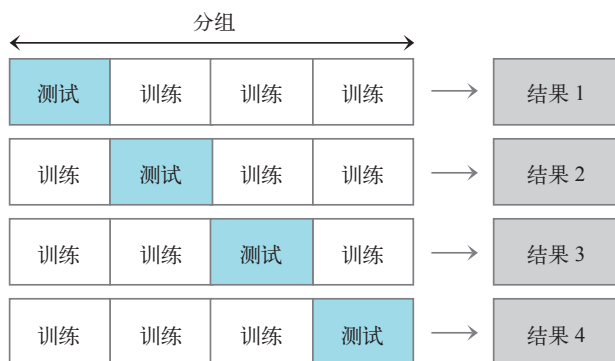 分组
测试 训练 训练 训练 结果 1
训练 测试 训练 训练 结果 2
训练 训练 测试 训练 结果 3
训练 训练 训练 测试 结果 4